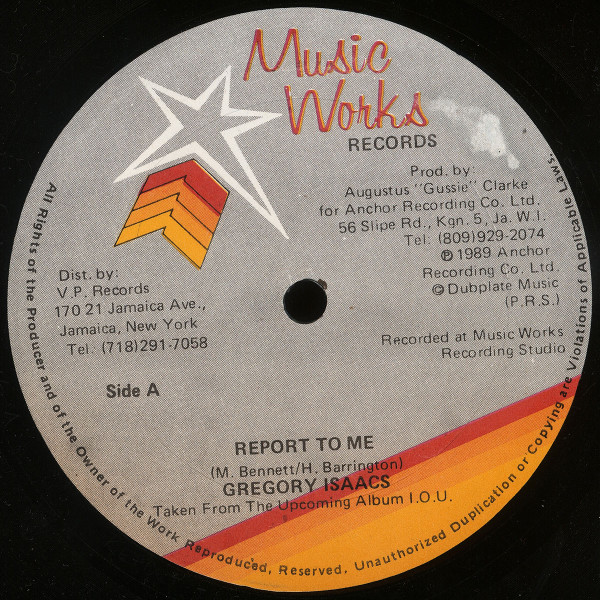 Music
Works
RECORDS
Prod. by:
Augustus "Gussie" Clarke
for Anchor Recording Co. Ltd.
56 Slipe Rd., Kgn. 5, Ja. W.I.
Tel: (809)929-2074
℗ 1989 Anchor
Recording Co. Ltd.
© Dubplate Music
(P.R.S.)
Dist. by:
V.P. Records
170 21 Jamaica Ave.,
Jamaica, New York
Tel. (718)291-7058
Recorded at Music Works
Recording Studio
Side A
REPORT TO ME
(M. Bennett/H. Barrington)
GREGORY ISAACS
Taken From The Upcoming Album I.O.U.
All Rights of the Producer and of the Owner of the Work Reproduced, Reserved. Unauthorized Duplication or Copying are Violations of Applicable Laws.